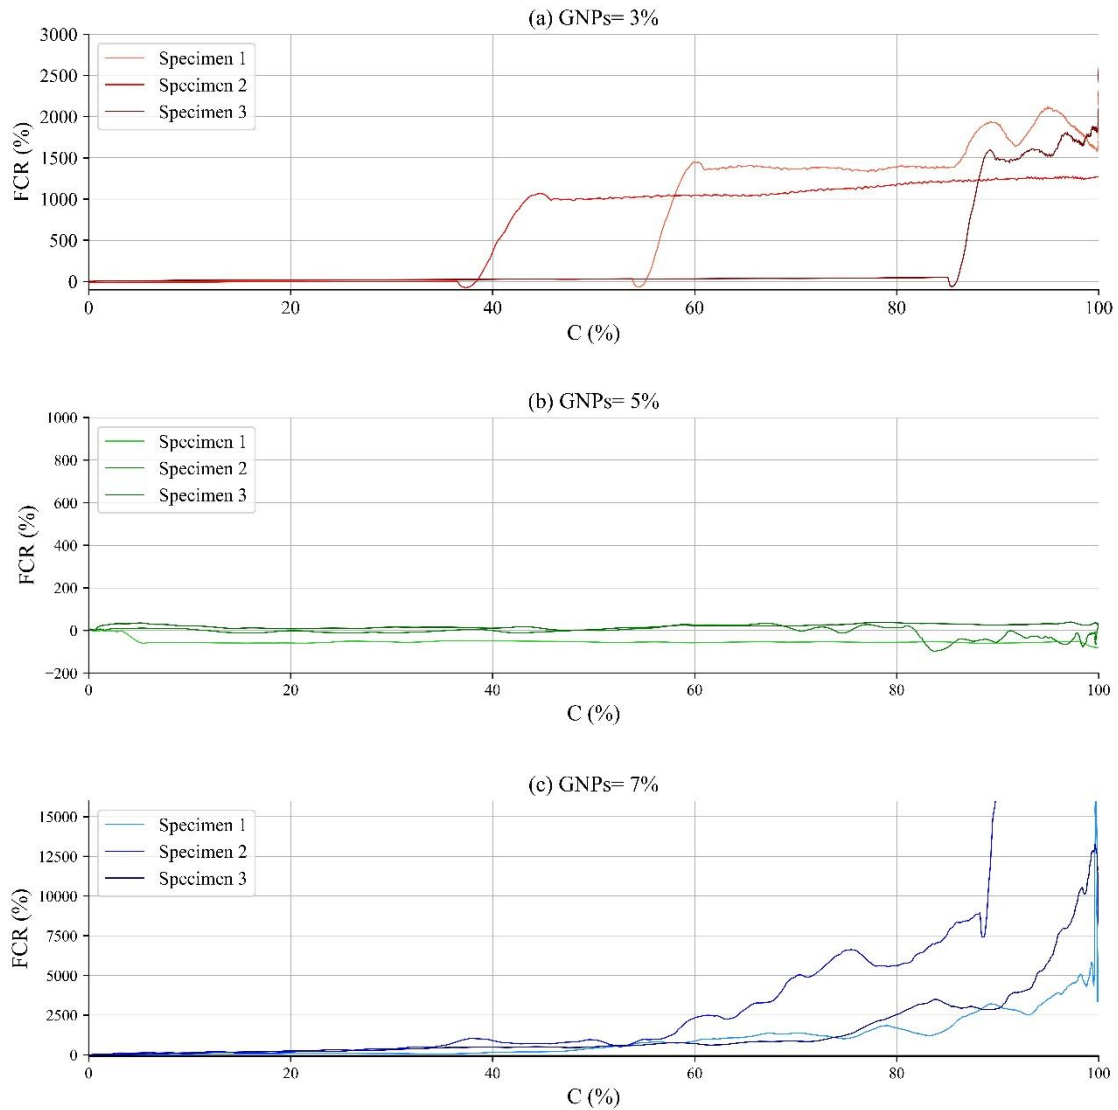 (a) GNPs= 3%
3000
2500
2000
1500
1000
500
0
FCR (%)
Specimen 1
Specimen 2
Specimen 3
0 20 40 60 80 100
C (%)
(b) GNPs= 5%
1000
800
600
400
200
0
−200
FCR (%)
Specimen 1
Specimen 2
Specimen 3
0 20 40 60 80 100
C (%)
(c) GNPs= 7%
15000
12500
10000
7500
5000
2500
0
FCR (%)
Specimen 1
Specimen 2
Specimen 3
0 20 40 60 80 100
C (%)